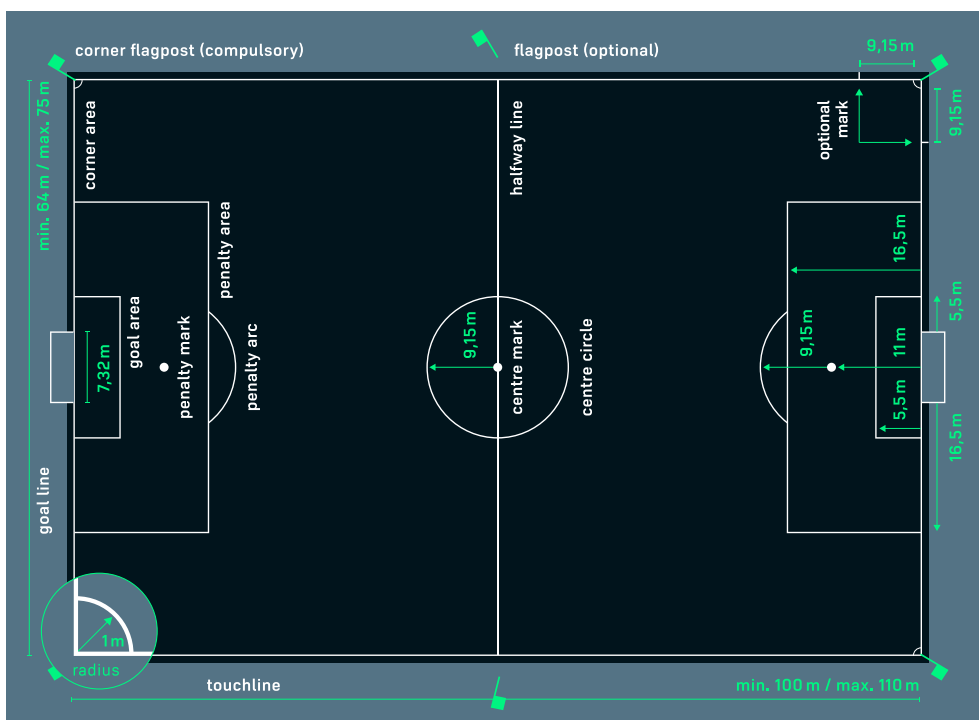 corner flagpost (compulsory)
flagpost (optional)
9,15 m
min. 64 m / max. 75 m
corner area
halfway line
optional
mark
9,15 m
penalty area
16,5 m
goal area
penalty mark
penalty arc
7,32 m
9,15 m
centre mark
centre circle
9,15 m
11 m
5,5 m
5,5 m
16,5 m
goal line
1 m
radius
touchline
min. 100 m / max. 110 m